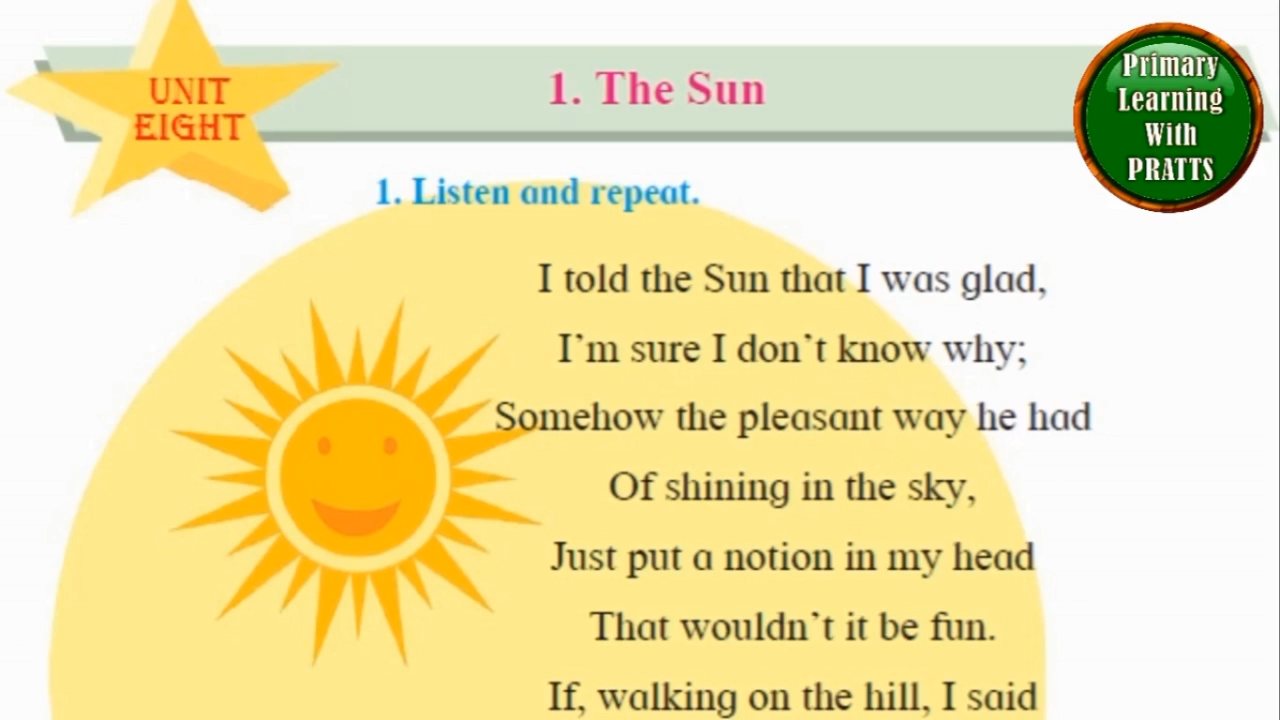 UNIT
EIGHT
1. The Sun
Primary
Learning
With
PRATTS
1. Listen and repeat.
I told the Sun that I was glad,
I'm sure I don't know why;
Somehow the pleasant way he had
Of shining in the sky,
Just put a notion in my head
That wouldn't it be fun.
If, walking on the hill, I said